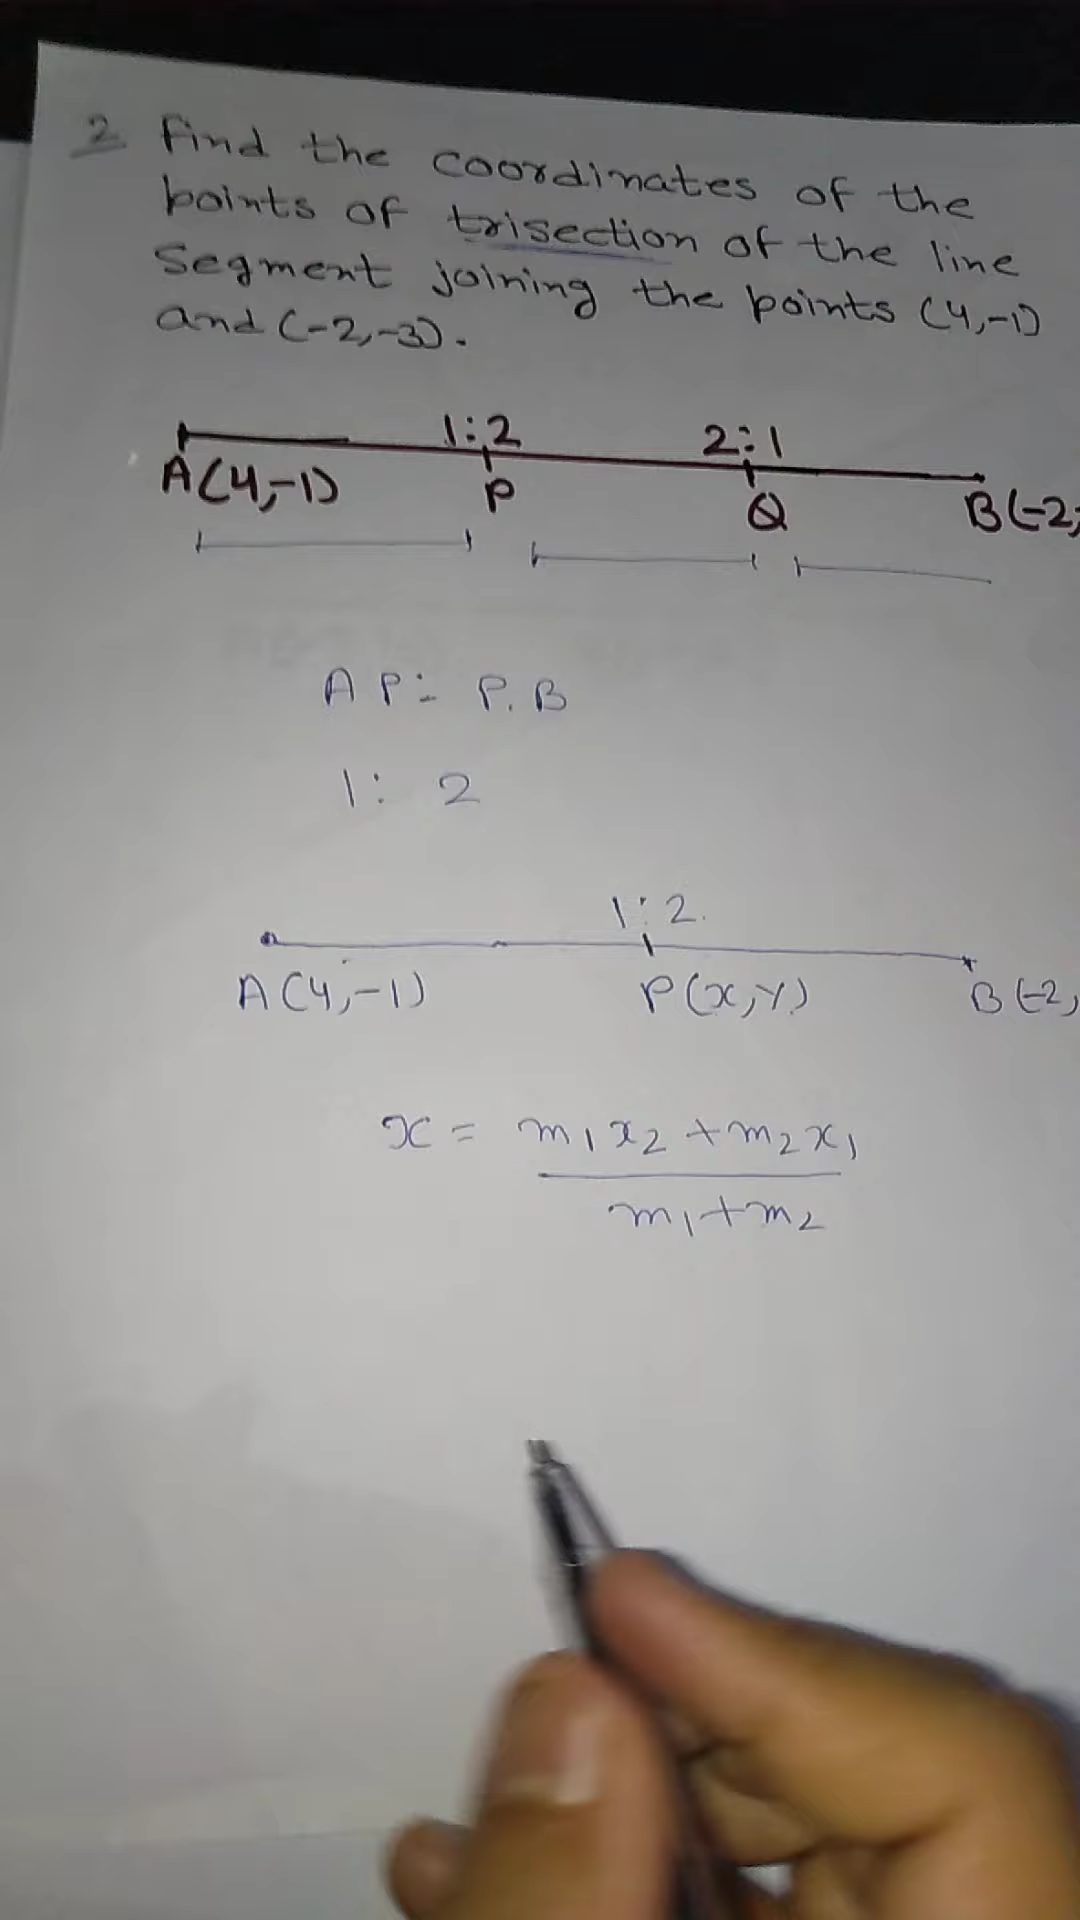 2 Find the coordinates of the
points of trisection of the line
segment joining the points (4,-1)
and (-2,-3).
1:2 2:1
A(4,-1) P Q B(-2,
AP : P.B
1: 2
1:2.
A(4,-1) P(x,y) B(-2,
x = m₁x₂+m₂x₁
m₁+m₂